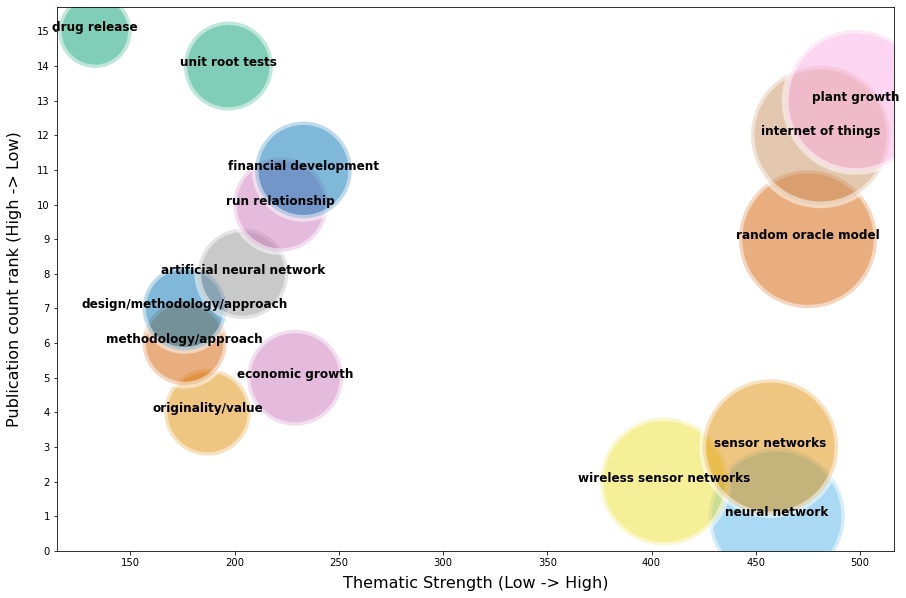 Publication count rank (High -> Low)
15
14
13
12
11
10
9
8
7
6
5
4
3
2
1
0
drug release
unit root tests
plant growth
internet of things
financial development
run relationship
random oracle model
artificial neural network
design/methodology/approach
methodology/approach
economic growth
originality/value
sensor networks
wireless sensor networks
neural network
150 200 250 300 350 400 450 500
Thematic Strength (Low -> High)